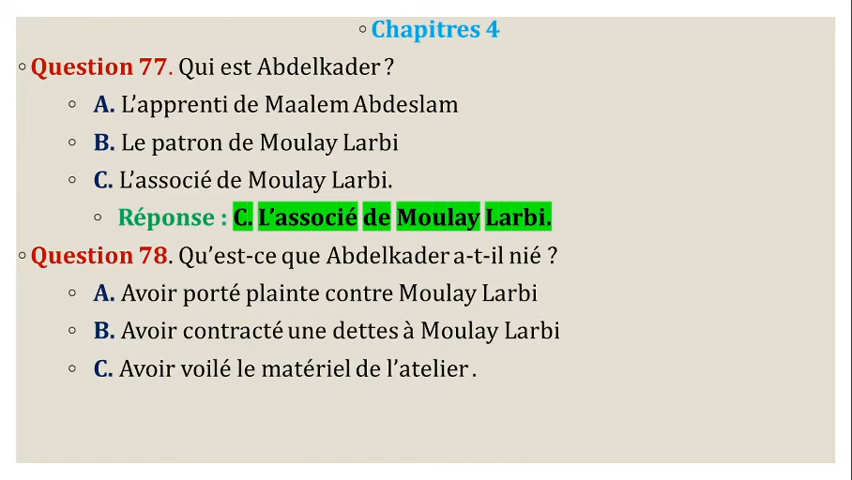 ◦ Chapitres 4
◦ Question 77. Qui est Abdelkader ?
◦ A. L’apprenti de Maalem Abdeslam
◦ B. Le patron de Moulay Larbi
◦ C. L’associé de Moulay Larbi.
◦ Réponse : C. L’associé de Moulay Larbi.
◦ Question 78. Qu’est-ce que Abdelkader a-t-il nié ?
◦ A. Avoir porté plainte contre Moulay Larbi
◦ B. Avoir contracté une dettes à Moulay Larbi
◦ C. Avoir voilé le matériel de l’atelier .